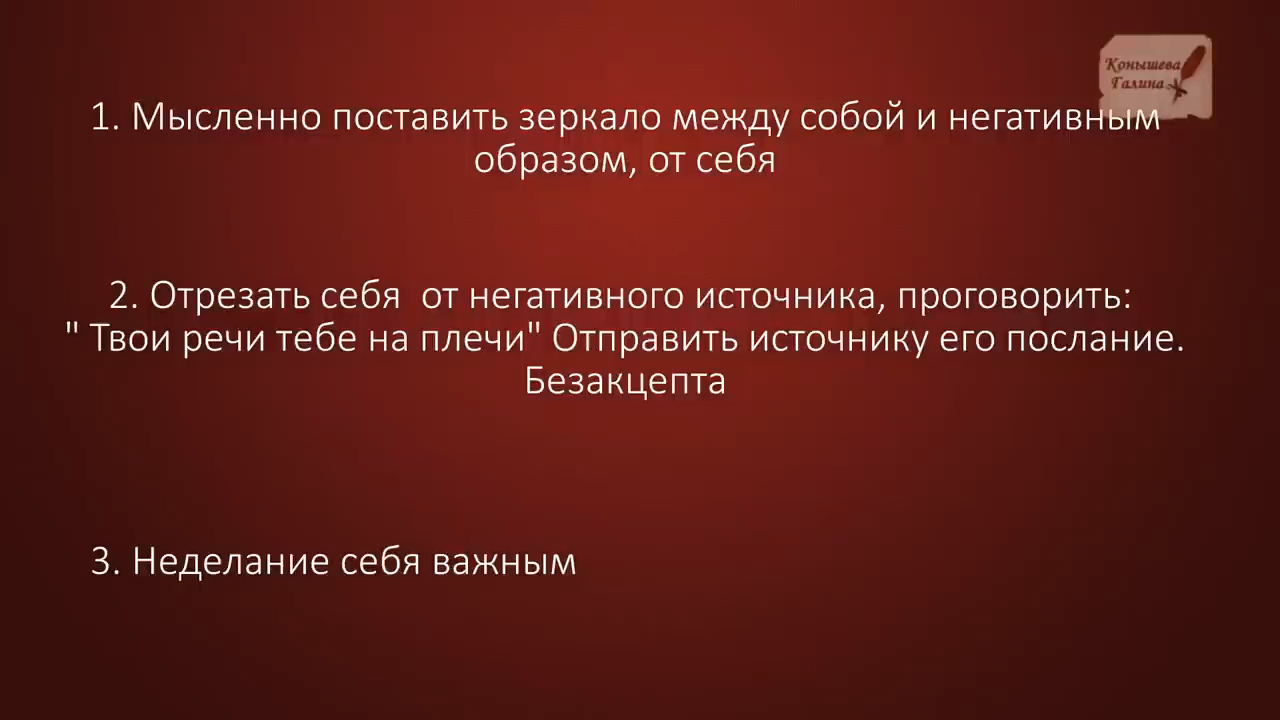 Конышева
Галина
1. Мысленно поставить зеркало между собой и негативным
образом, от себя
2. Отрезать себя  от негативного источника, проговорить:
" Твои речи тебе на плечи" Отправить источнику его послание.
Безакцепта
3. Неделание себя важным